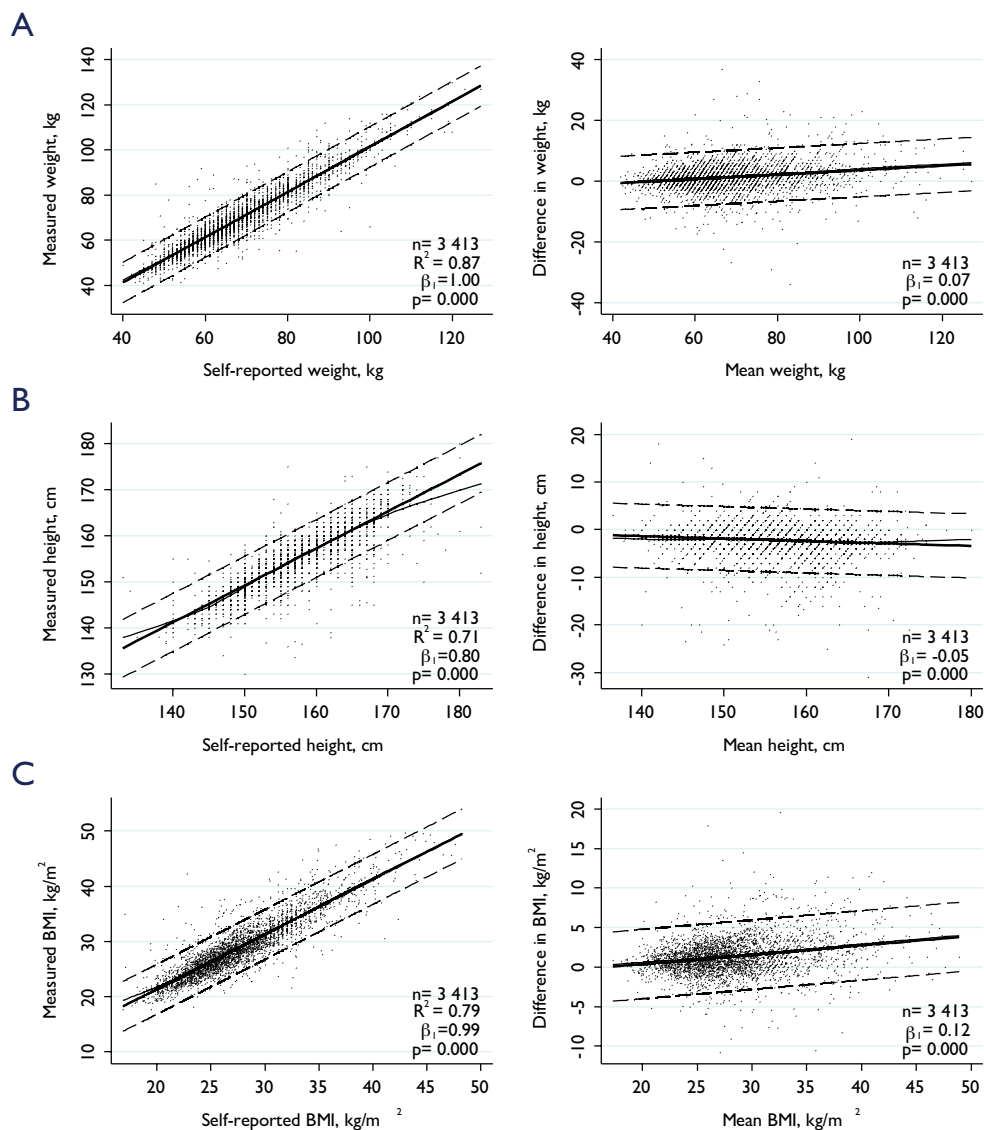 A
Measured weight, kg
140
120
100
80
60
40
n= 3 413
R² = 0.87
β₁=1.00
p= 0.000
40 60 80 100 120
Self-reported weight, kg
Difference in weight, kg
40
20
0
-20
-40
n= 3 413
β₁= 0.07
p= 0.000
40 60 80 100 120
Mean weight, kg
B
Measured height, cm
180
170
160
150
140
130
n= 3 413
R² = 0.71
β₁=0.80
p= 0.000
140 150 160 170 180
Self-reported height, cm
Difference in height, cm
20
10
0
-10
-20
-30
n= 3 413
β₁= -0.05
p= 0.000
140 150 160 170 180
Mean height, cm
C
Measured BMI, kg/m²
50
40
30
20
10
n= 3 413
R² = 0.79
β₁=0.99
p= 0.000
20 25 30 35 40 45 50
Self-reported BMI, kg/m ²
Difference in BMI, kg/m²
20
15
10
5
0
-5
-10
n= 3 413
β₁= 0.12
p= 0.000
20 25 30 35 40 45 50
Mean BMI, kg/m ²